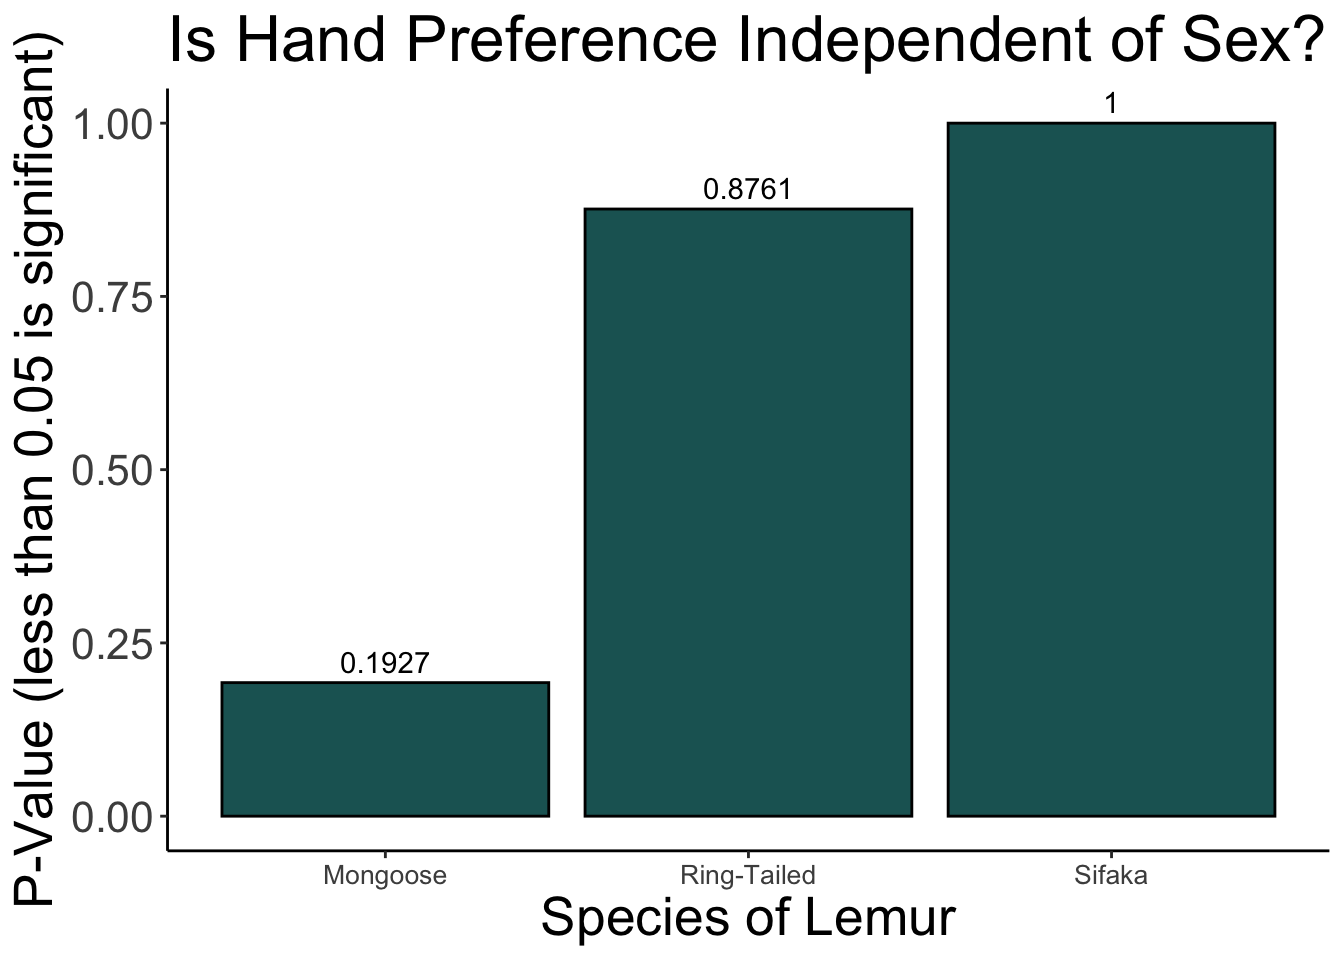 Is Hand Preference Independent of Sex?
P-Value (less than 0.05 is significant)
1.00
0.75
0.50
0.25
0.00
0.1927
0.8761
1
Mongoose
Ring-Tailed
Sifaka
Species of Lemur